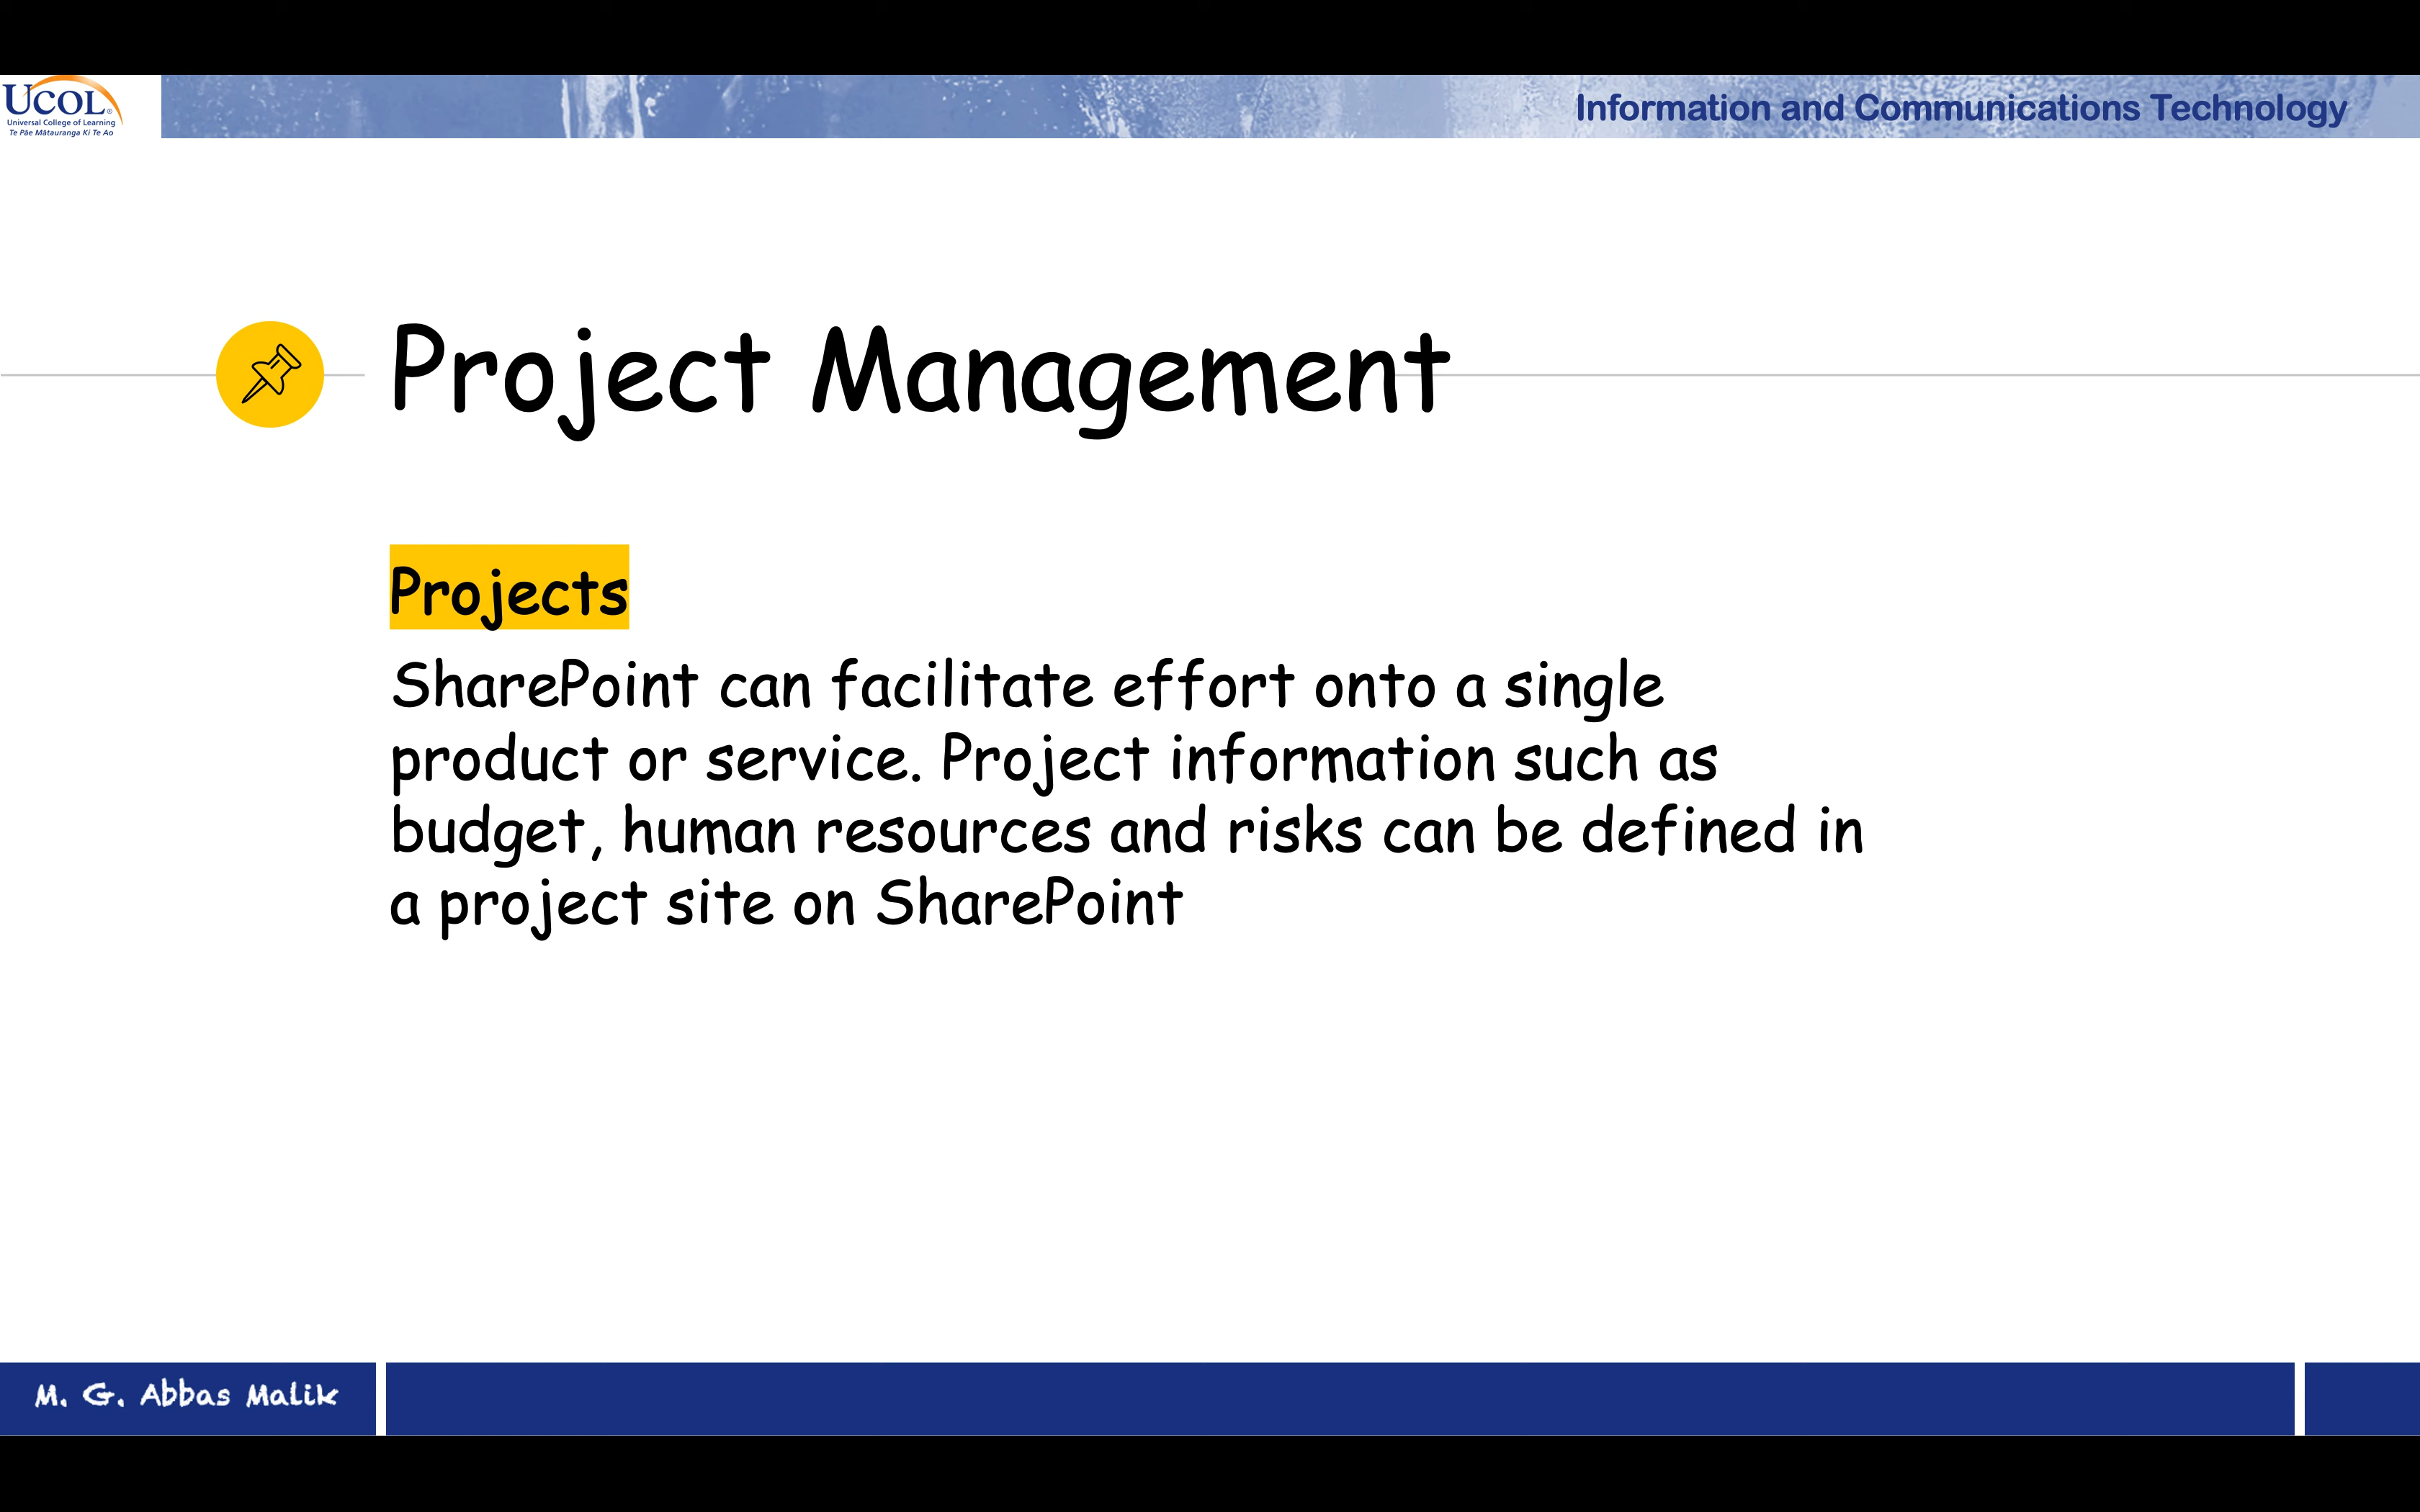 UCOL®
Universal College of Learning
Te Pae Mātauranga Ki Te Ao
Information and Communications Technology
Project Management
Projects
SharePoint can facilitate effort onto a single
product or service. Project information such as
budget, human resources and risks can be defined in
a project site on SharePoint
M. G. Abbas Malik